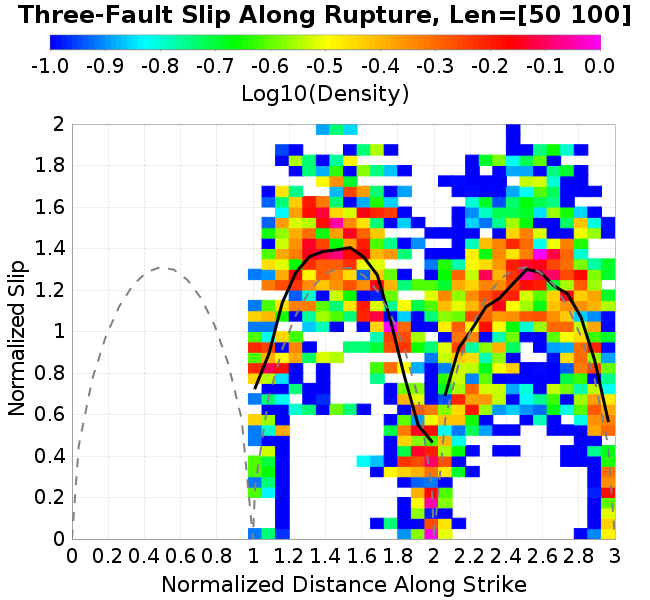 Three-Fault Slip Along Rupture, Len=[50 100]
-1.0 -0.9 -0.8 -0.7 -0.6 -0.5 -0.4 -0.3 -0.2 -0.1 0.0
Log10(Density)
2
1.8
1.6
1.4
1.2
1
0.8
0.6
0.4
0.2
0
Normalized Slip
0 0.2 0.4 0.6 0.8 1 1.2 1.4 1.6 1.8 2 2.2 2.4 2.6 2.8 3
Normalized Distance Along Strike